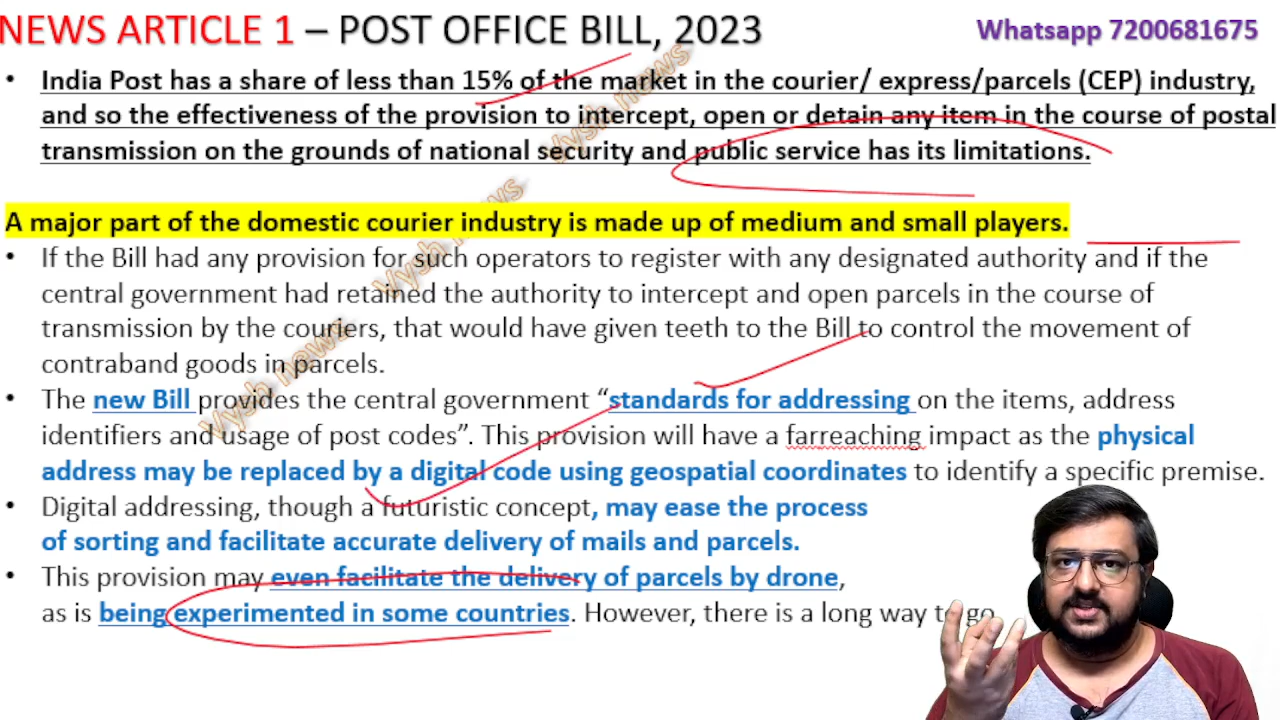 NEWS ARTICLE 1 – POST OFFICE BILL, 2023
Whatsapp 7200681675
• India Post has a share of less than 15% of the market in the courier/ express/parcels (CEP) industry,
and so the effectiveness of the provision to intercept, open or detain any item in the course of postal
transmission on the grounds of national security and public service has its limitations.
A major part of the domestic courier industry is made up of medium and small players.
• If the Bill had any provision for such operators to register with any designated authority and if the
central government had retained the authority to intercept and open parcels in the course of
transmission by the couriers, that would have given teeth to the Bill to control the movement of
contraband goods in parcels.
• The new Bill provides the central government “standards for addressing on the items, address
identifiers and usage of post codes”. This provision will have a farreaching impact as the physical
address may be replaced by a digital code using geospatial coordinates to identify a specific premise.
• Digital addressing, though a futuristic concept, may ease the process
of sorting and facilitate accurate delivery of mails and parcels.
• This provision may even facilitate the delivery of parcels by drone,
as is being experimented in some countries. However, there is a long way to go
Vysh news
Vysh news
Vysh news